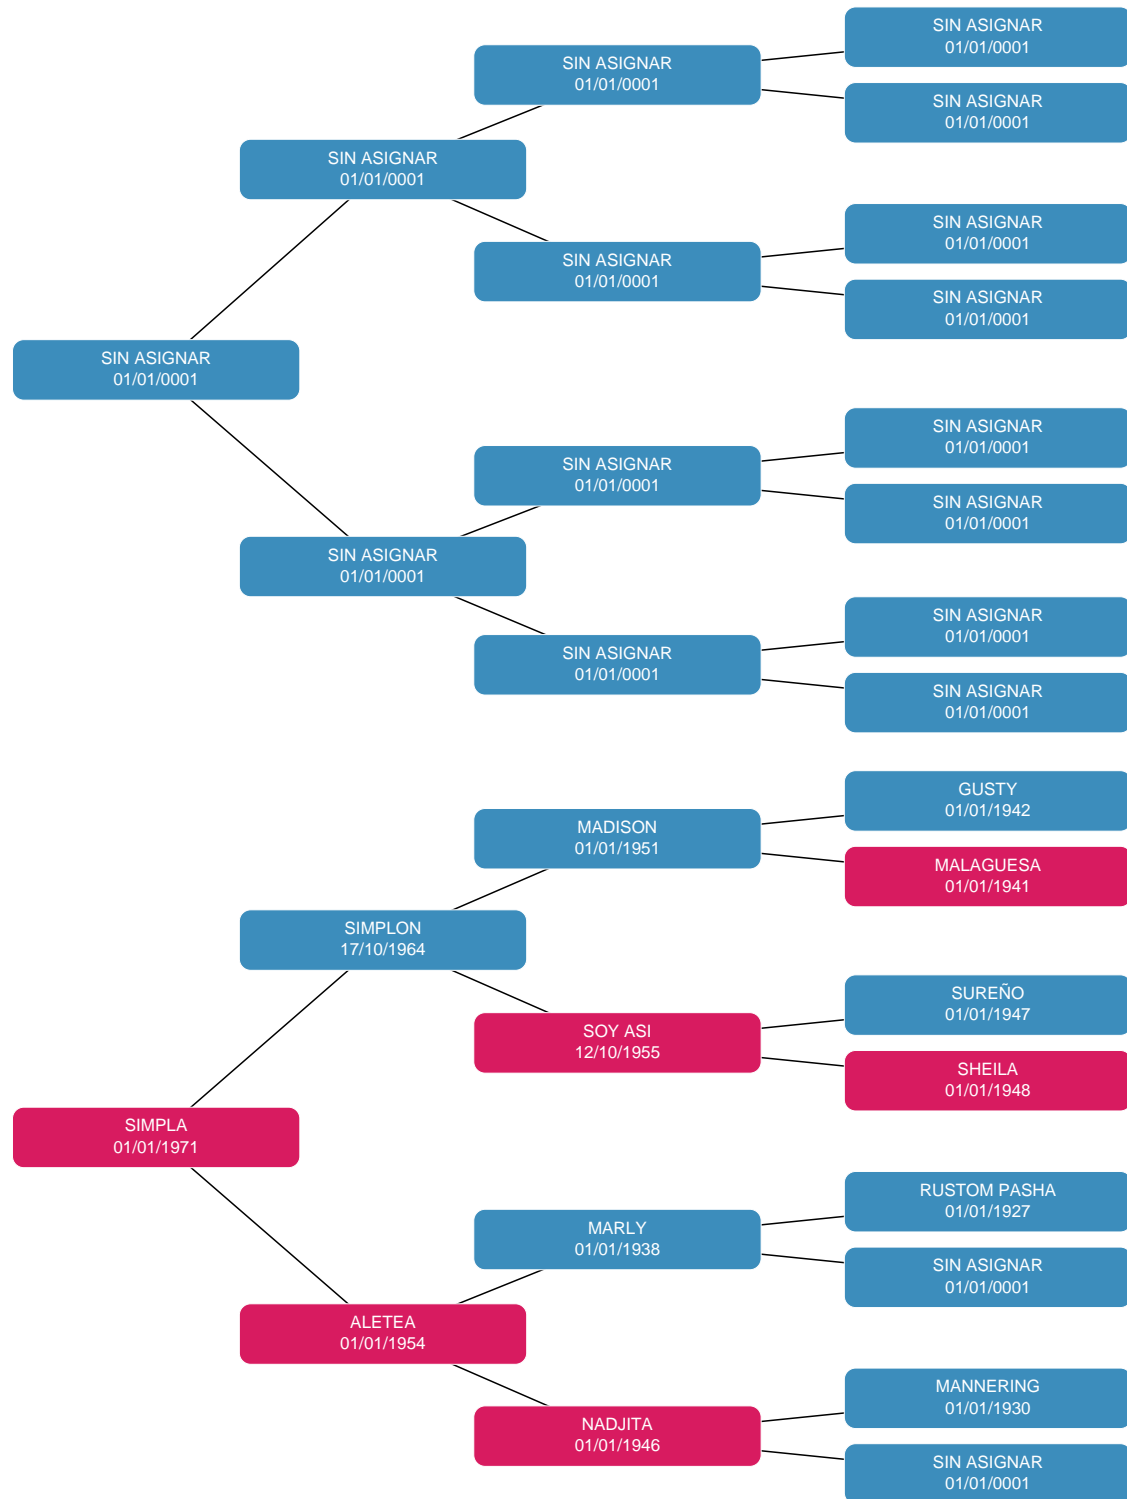 SIN ASIGNAR
01/01/0001
SIN ASIGNAR
01/01/0001
SIN ASIGNAR
01/01/0001
SIN ASIGNAR
01/01/0001
SIN ASIGNAR
01/01/0001
SIN ASIGNAR
01/01/0001
SIN ASIGNAR
01/01/0001
SIN ASIGNAR
01/01/0001
SIN ASIGNAR
01/01/0001
SIN ASIGNAR
01/01/0001
SIN ASIGNAR
01/01/0001
SIN ASIGNAR
01/01/0001
SIN ASIGNAR
01/01/0001
SIN ASIGNAR
01/01/0001
SIN ASIGNAR
01/01/0001
GUSTY
01/01/1942
MADISON
01/01/1951
MALAGUESA
01/01/1941
SIMPLON
17/10/1964
SUREÑO
01/01/1947
SOY ASI
12/10/1955
SHEILA
01/01/1948
SIMPLA
01/01/1971
RUSTOM PASHA
01/01/1927
MARLY
01/01/1938
SIN ASIGNAR
01/01/0001
ALETEA
01/01/1954
MANNERING
01/01/1930
NADJITA
01/01/1946
SIN ASIGNAR
01/01/0001